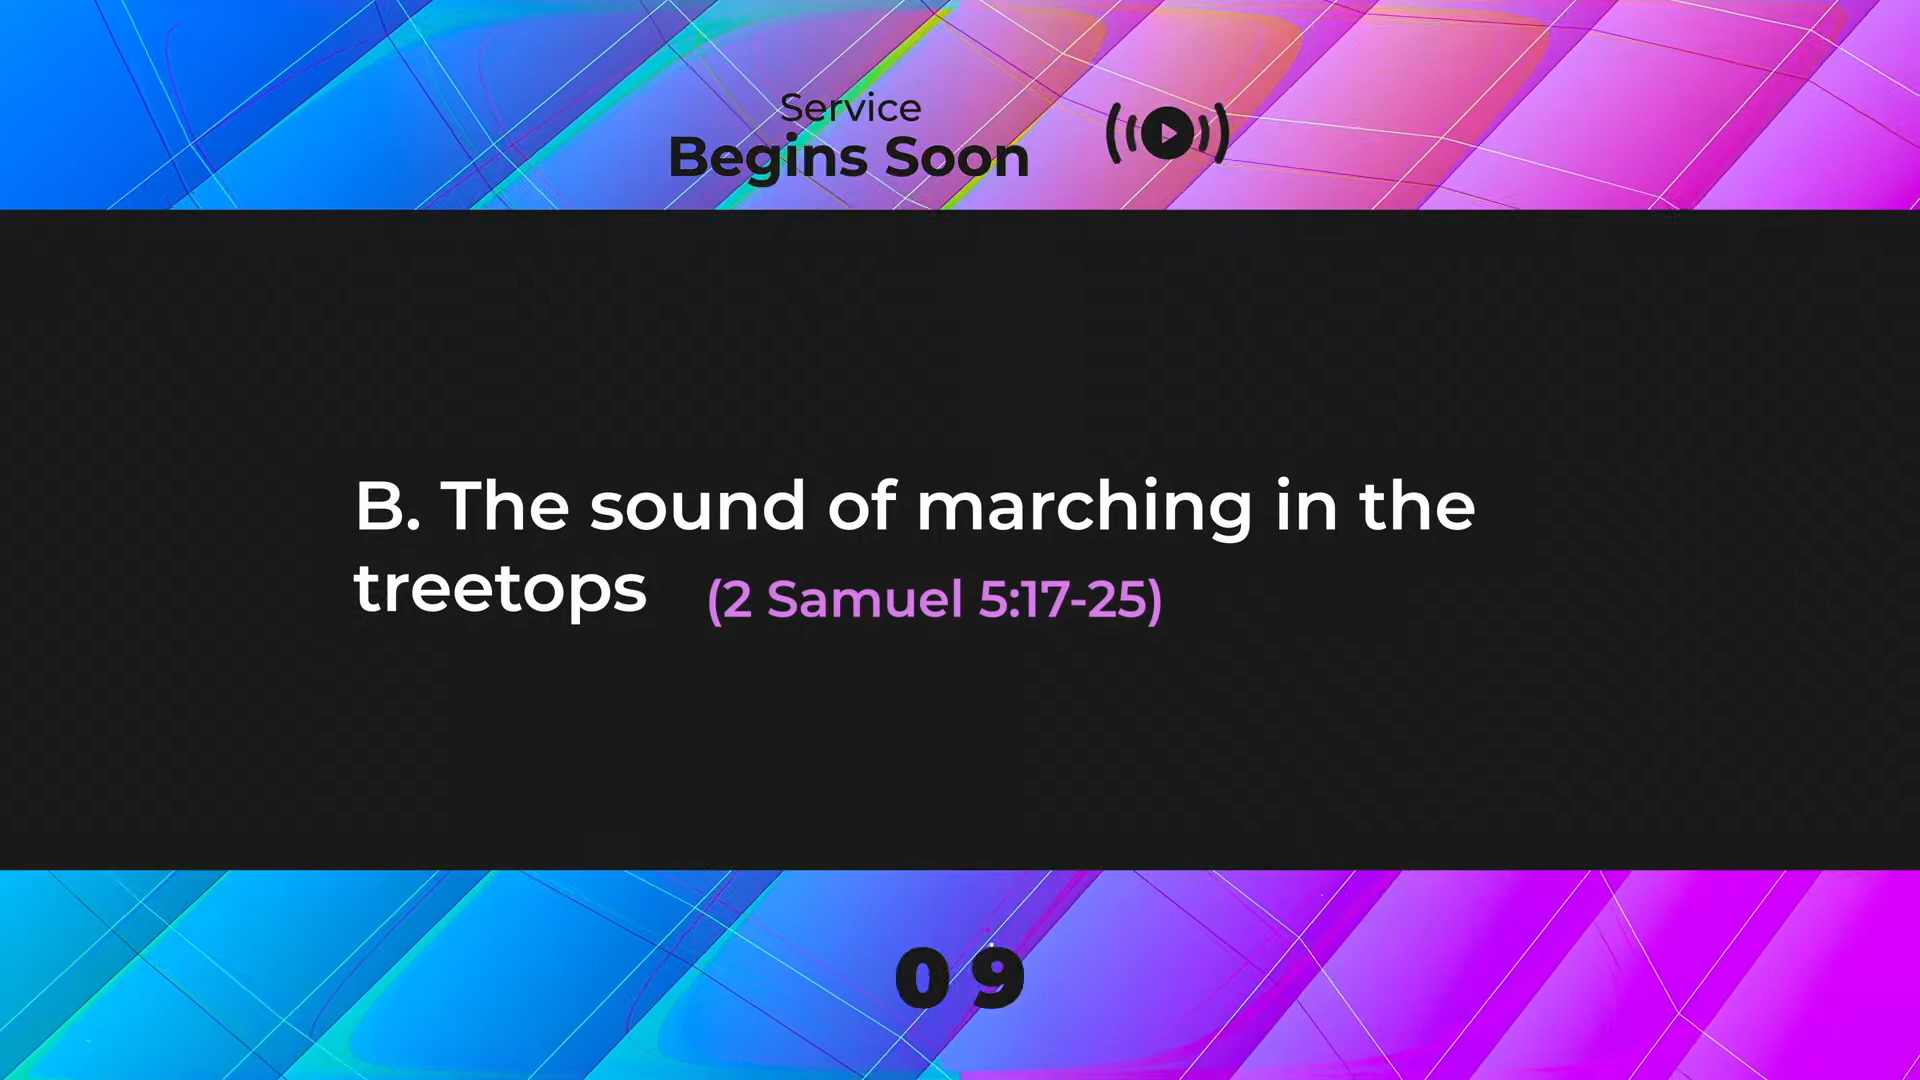 Service
Begins Soon
B. The sound of marching in the
treetops (2 Samuel 5:17-25)
09